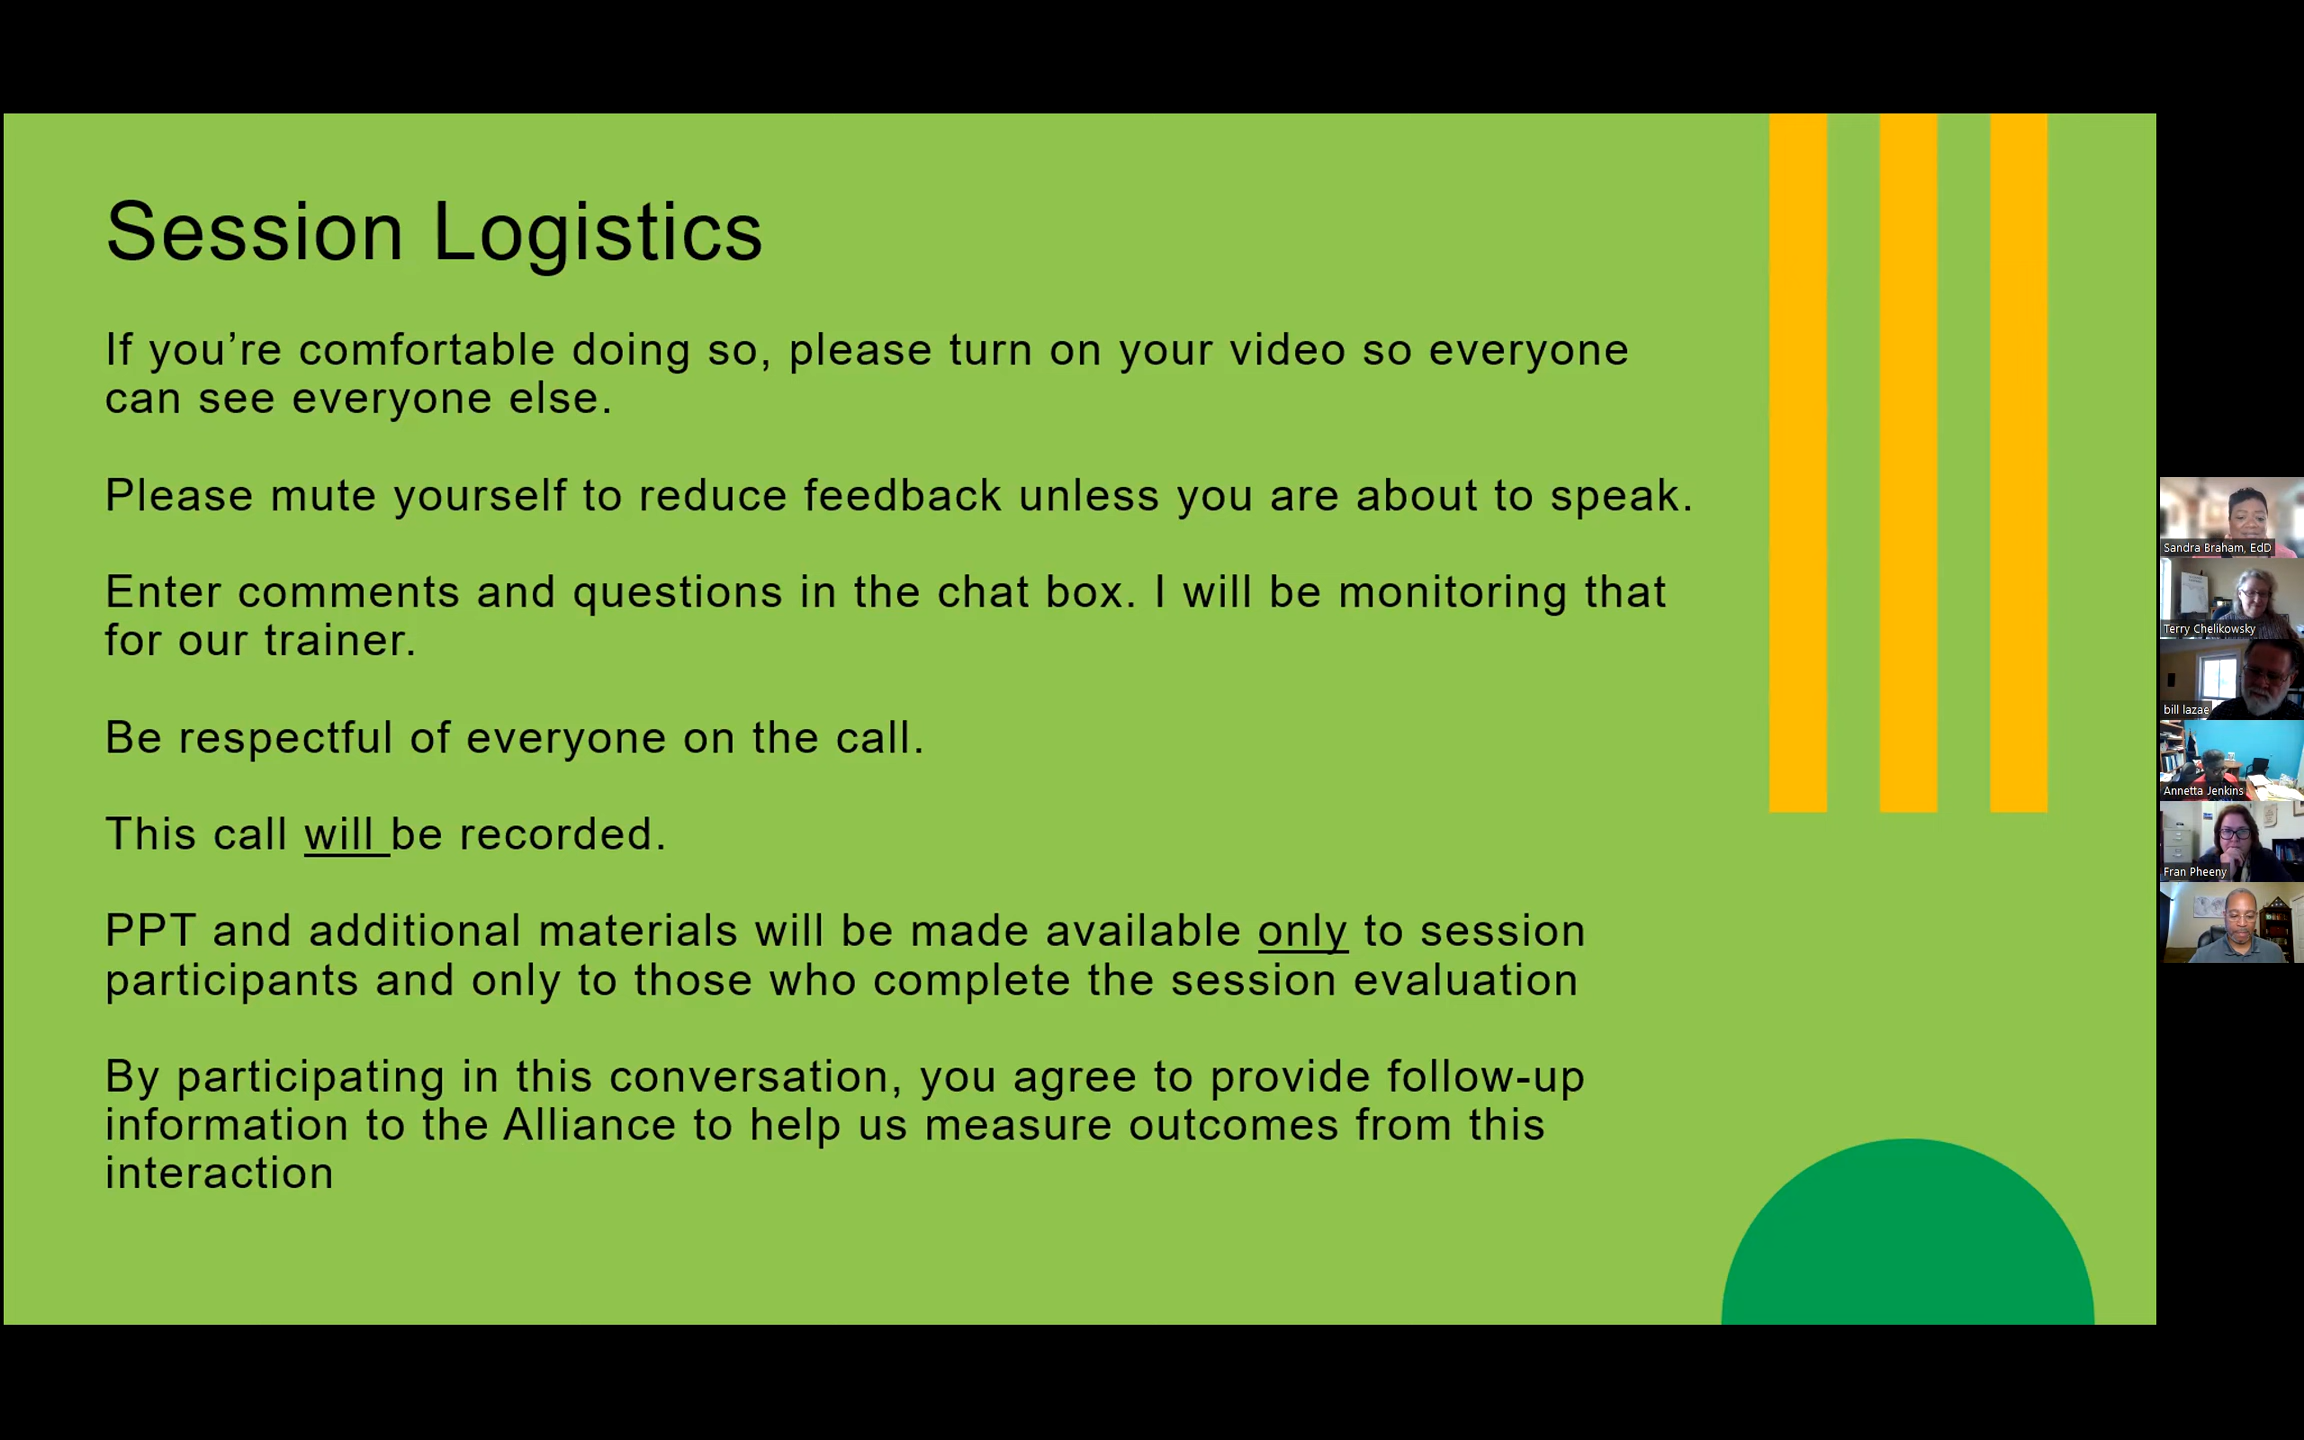 Session Logistics
If you’re comfortable doing so, please turn on your video so everyone
can see everyone else.
Please mute yourself to reduce feedback unless you are about to speak.
Enter comments and questions in the chat box. I will be monitoring that
for our trainer.
Be respectful of everyone on the call.
This call will be recorded.
PPT and additional materials will be made available only to session
participants and only to those who complete the session evaluation
By participating in this conversation, you agree to provide follow-up
information to the Alliance to help us measure outcomes from this
interaction
Sandra Braham, EdD
Terry Chelikowsky
bill lazae
Annetta Jenkins
Fran Pheeny